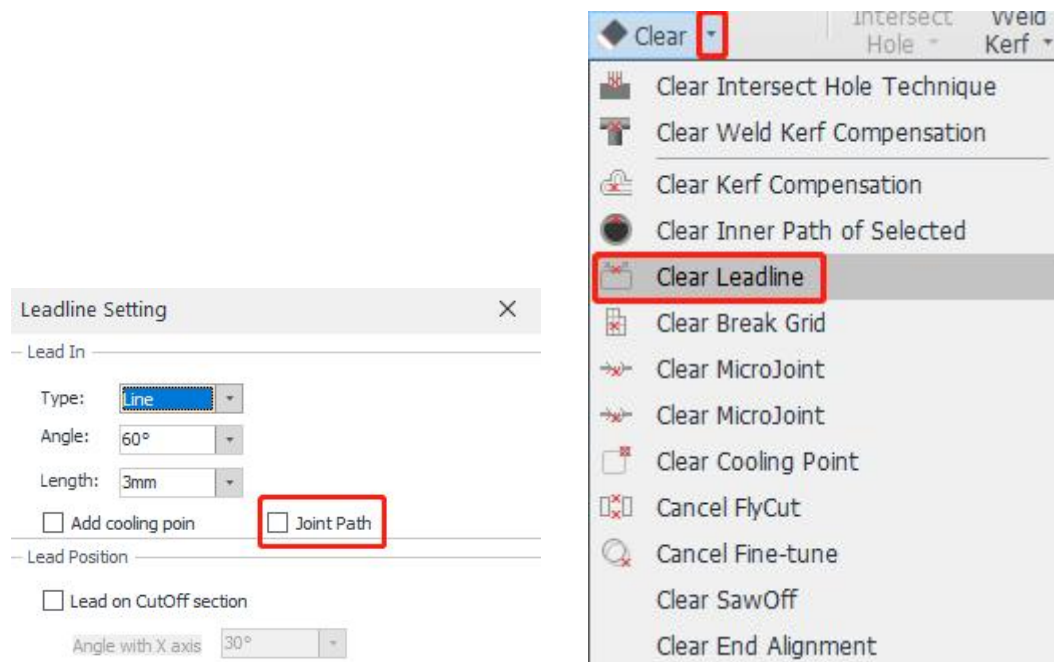 Leadline Setting
Lead In
Type: Line
Angle: 60°
Length: 3mm
Add cooling poin Joint Path
Lead Position
Lead on CutOff section
Angle with X axis 30°
Clear
Intersect
Hole
Weld
Kerf
Clear Intersect Hole Technique
Clear Weld Kerf Compensation
Clear Kerf Compensation
Clear Inner Path of Selected
Clear Leadline
Clear Break Grid
Clear MicroJoint
Clear MicroJoint
Clear Cooling Point
Cancel FlyCut
Cancel Fine-tune
Clear SawOff
Clear End Alignment